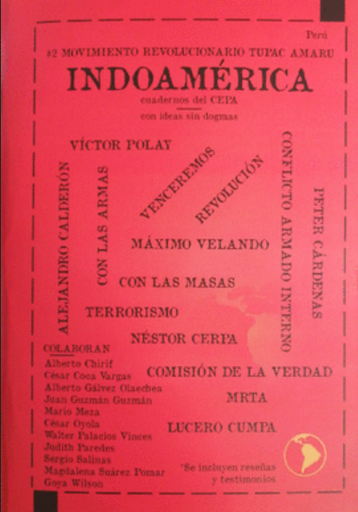 Perú
#2 MOVIMIENTO REVOLUCIONARIO TUPAC AMARU
INDOAMÉRICA
cuadernos del CEPA
con ideas sin dogmas
VÍCTOR POLAY
ALEJANDRO CALDERÓN
CON LAS ARMAS
VENCEREMOS
REVOLUCIÓN
CONFLICTO ARMADO INTERNO
PETER CÁRDENAS
MÁXIMO VELANDO
CON LAS MASAS
TERRORISMO
NÉSTOR CERPA
COLABORAN
Alberto Chirif
César Coca Vargas
Alberto Gálvez Olaechea
Juan Guzmán Guzmán
Mario Meza
César Oyola
Walter Palacios Vinces
Judith Paredes
Sergio Salinas
Magdalena Suárez Pomar
Goya Wilson
COMISIÓN DE LA VERDAD
MRTA
LUCERO CUMPA
*Se incluyen reseñas
y testimonios